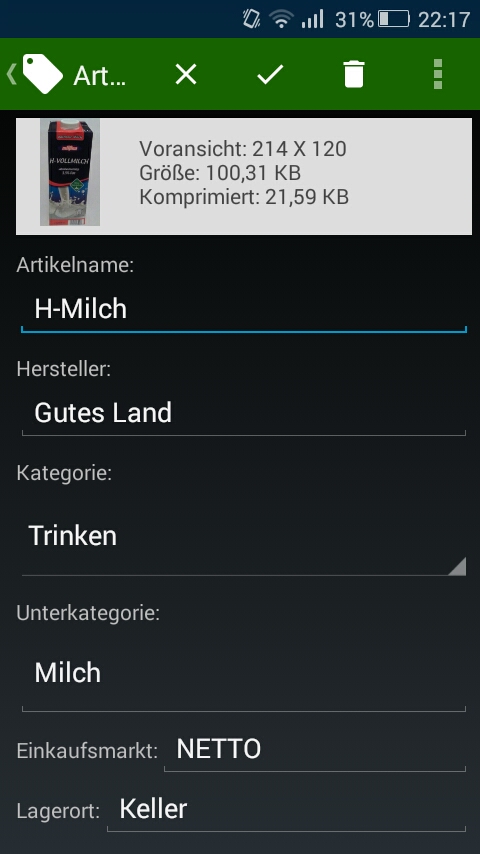 31% 22:17
Art...
H-VOLLMILCH
Voransicht: 214 X 120
Größe: 100,31 KB
Komprimiert: 21,59 KB
Artikelname:
H-Milch
Hersteller:
Gutes Land
Kategorie:
Trinken
Unterkategorie:
Milch
Einkaufsmarkt: NETTO
Lagerort: Keller